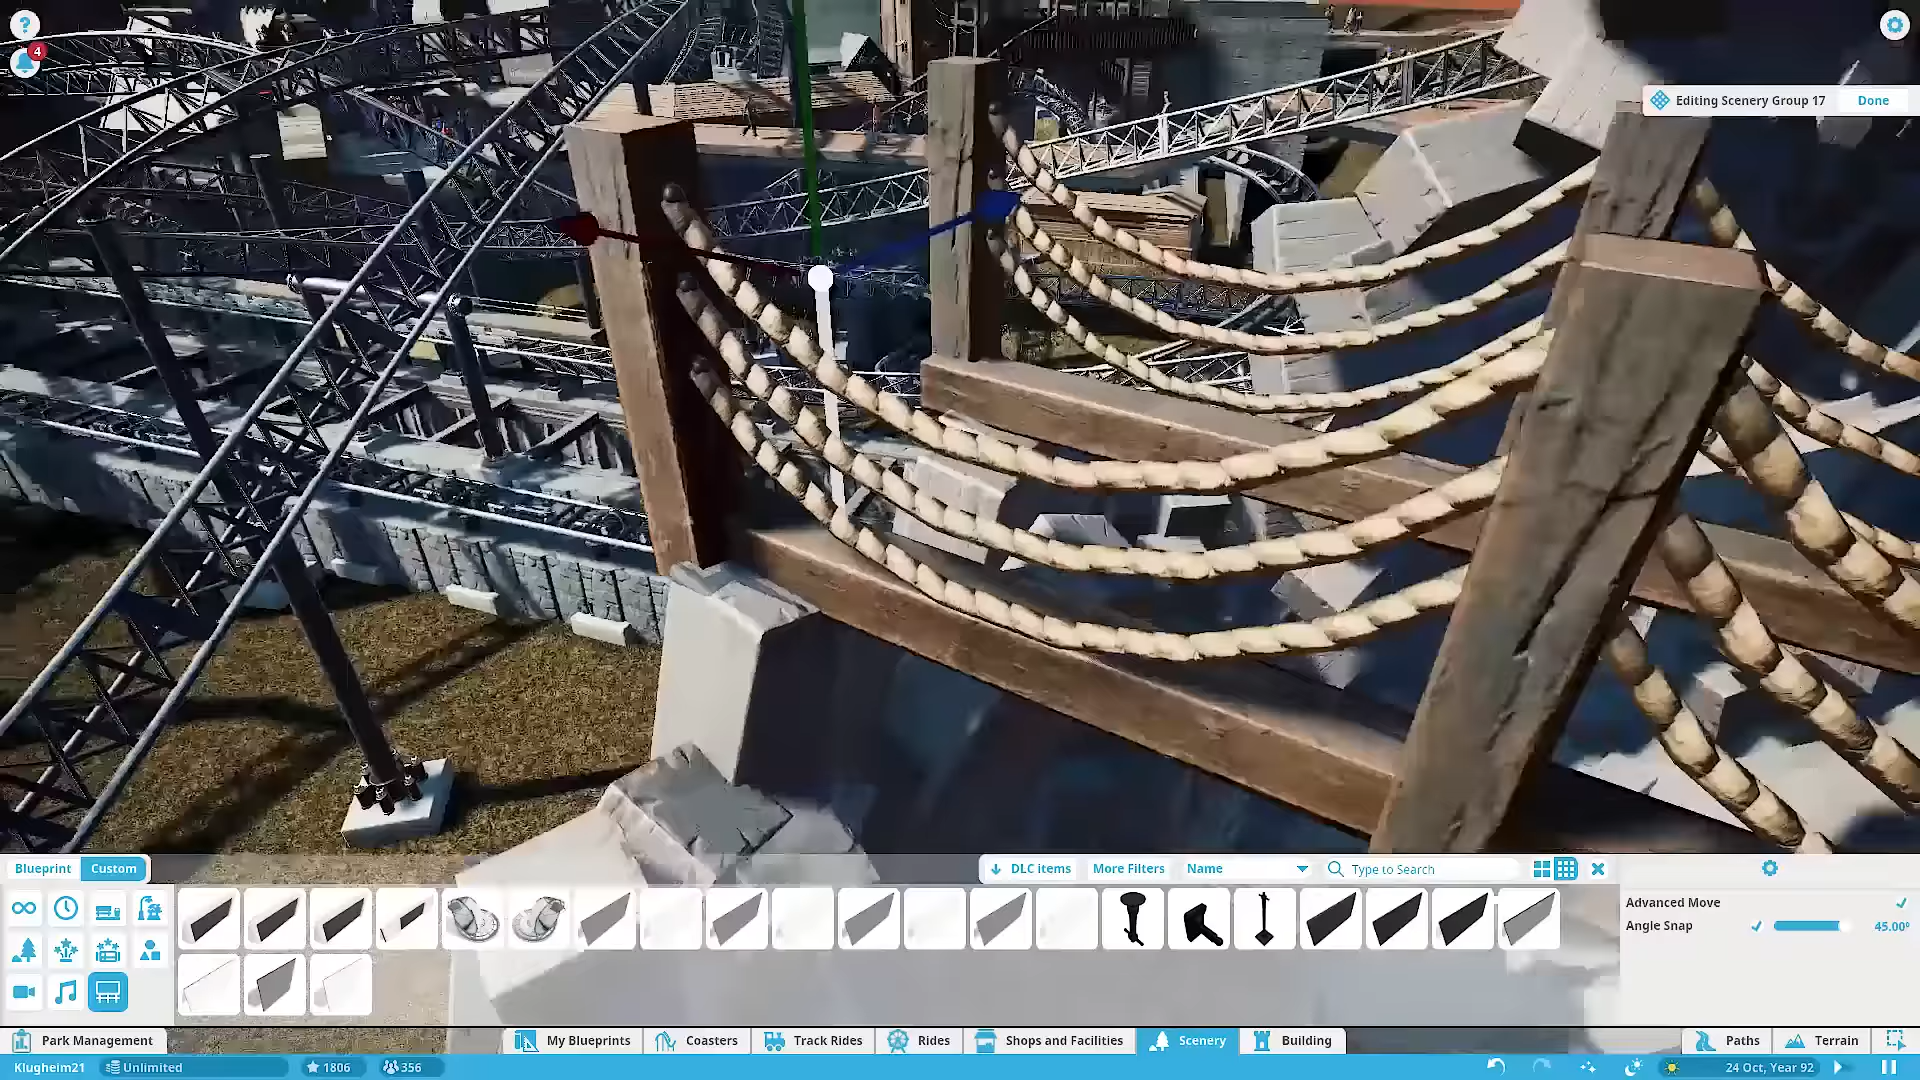 ?
4
Editing Scenery Group 17
Done
Blueprint
Custom
DLC items
More Filters
Name
Type to Search
Advanced Move
Angle Snap
45.00°
Park Management
My Blueprints
Coasters
Track Rides
Rides
Shops and Facilities
Scenery
Building
Paths
Terrain
Klugheim21
Unlimited
1806
356
24 Oct, Year 92